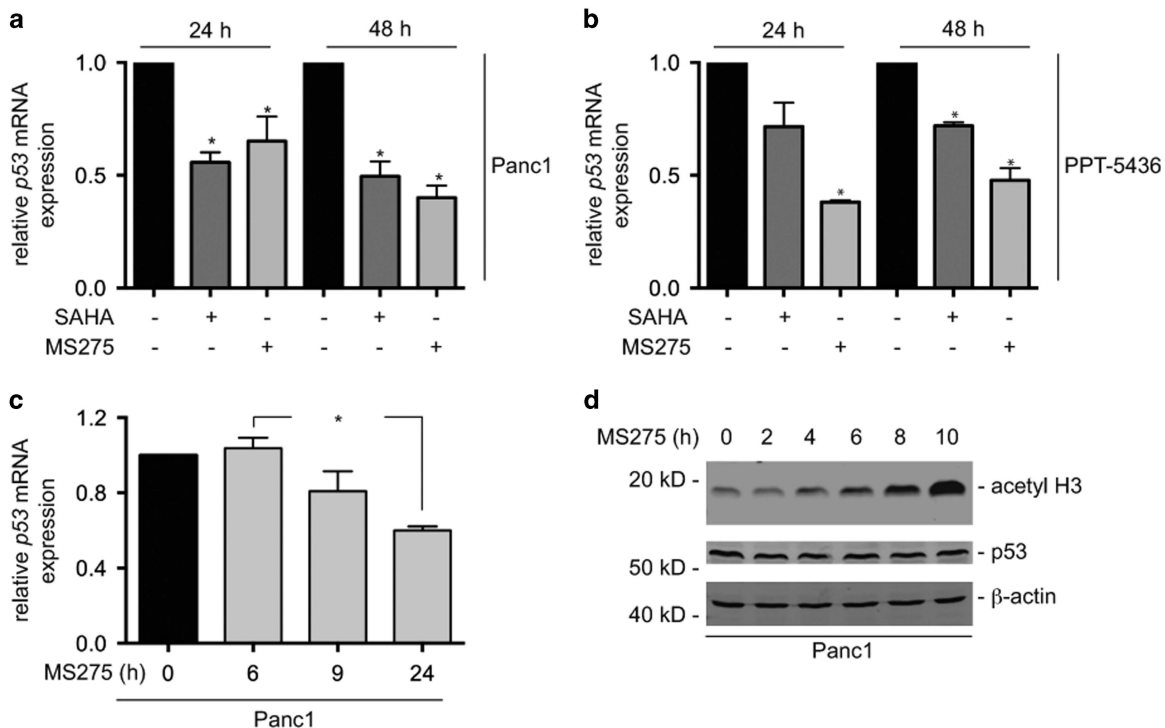 a
24 h 48 h
relative p53 mRNA
expression
1.0
0.5
0.0
* * * *
Panc1
SAHA - + - - + -
MS275 - - + - - +
b
24 h 48 h
relative p53 mRNA
expression
1.0
0.5
0.0
* * *
PPT-5436
SAHA - + - - + -
MS275 - - + - - +
c
relative p53 mRNA
expression
1.2
0.8
0.4
0.0
*
MS275 (h) 0 6 9 24
Panc1
d
MS275 (h) 0 2 4 6 8 10
20 kD - - acetyl H3
- p53
50 kD -
- β-actin
40 kD -
Panc1